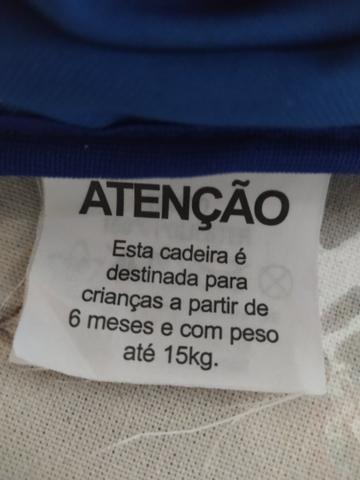 ATENÇÃO
Esta cadeira é
destinada para
crianças a partir de
6 meses e com peso
até 15kg.